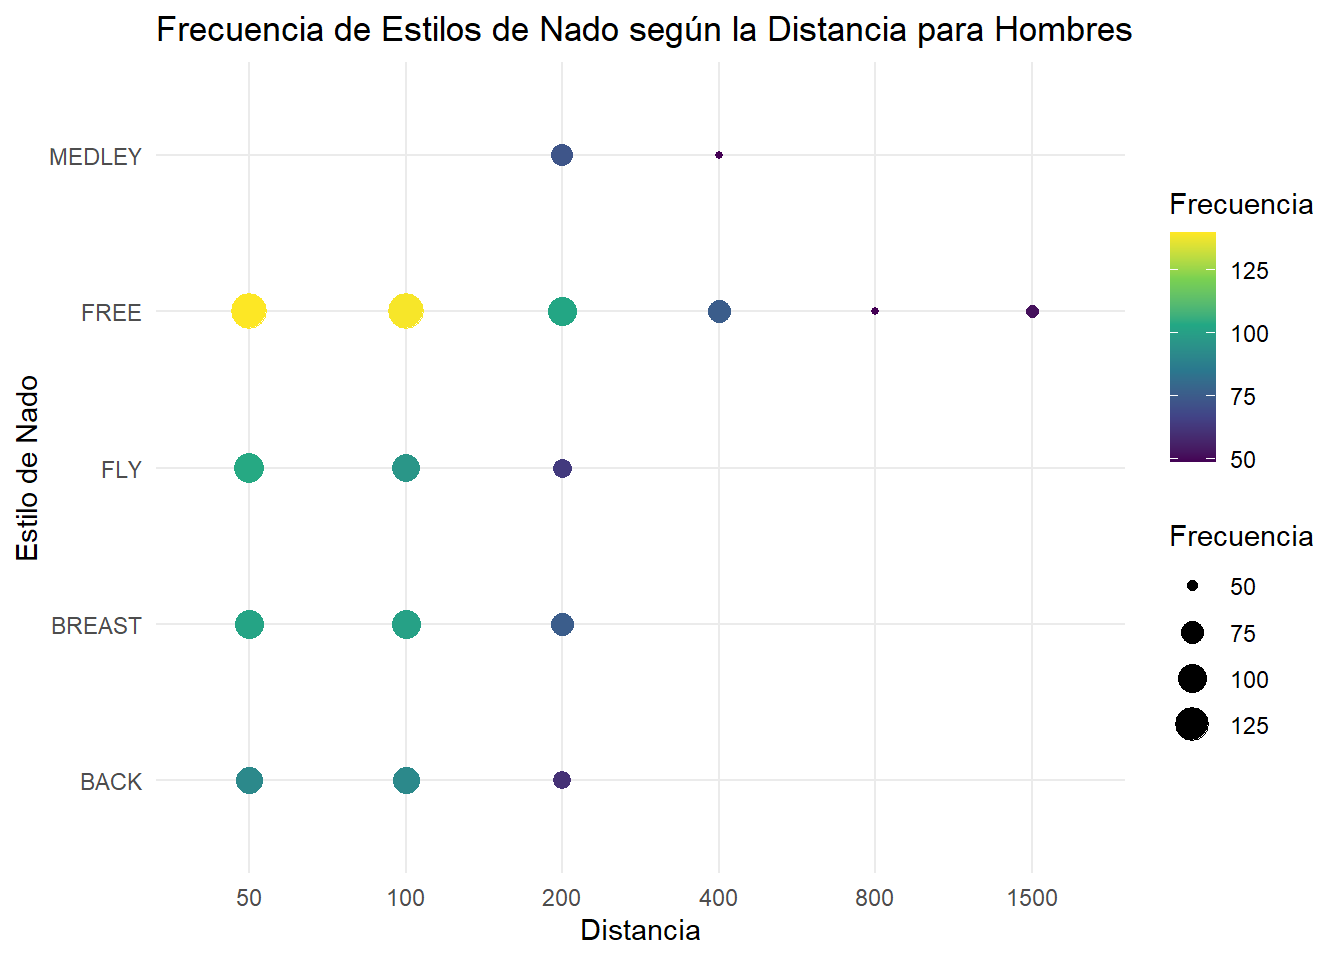 Frecuencia de Estilos de Nado según la Distancia para Hombres
Estilo de Nado
MEDLEY
FREE
FLY
BREAST
BACK
50 100 200 400 800 1500
Distancia
Frecuencia
125
100
75
50
Frecuencia
50
75
100
125